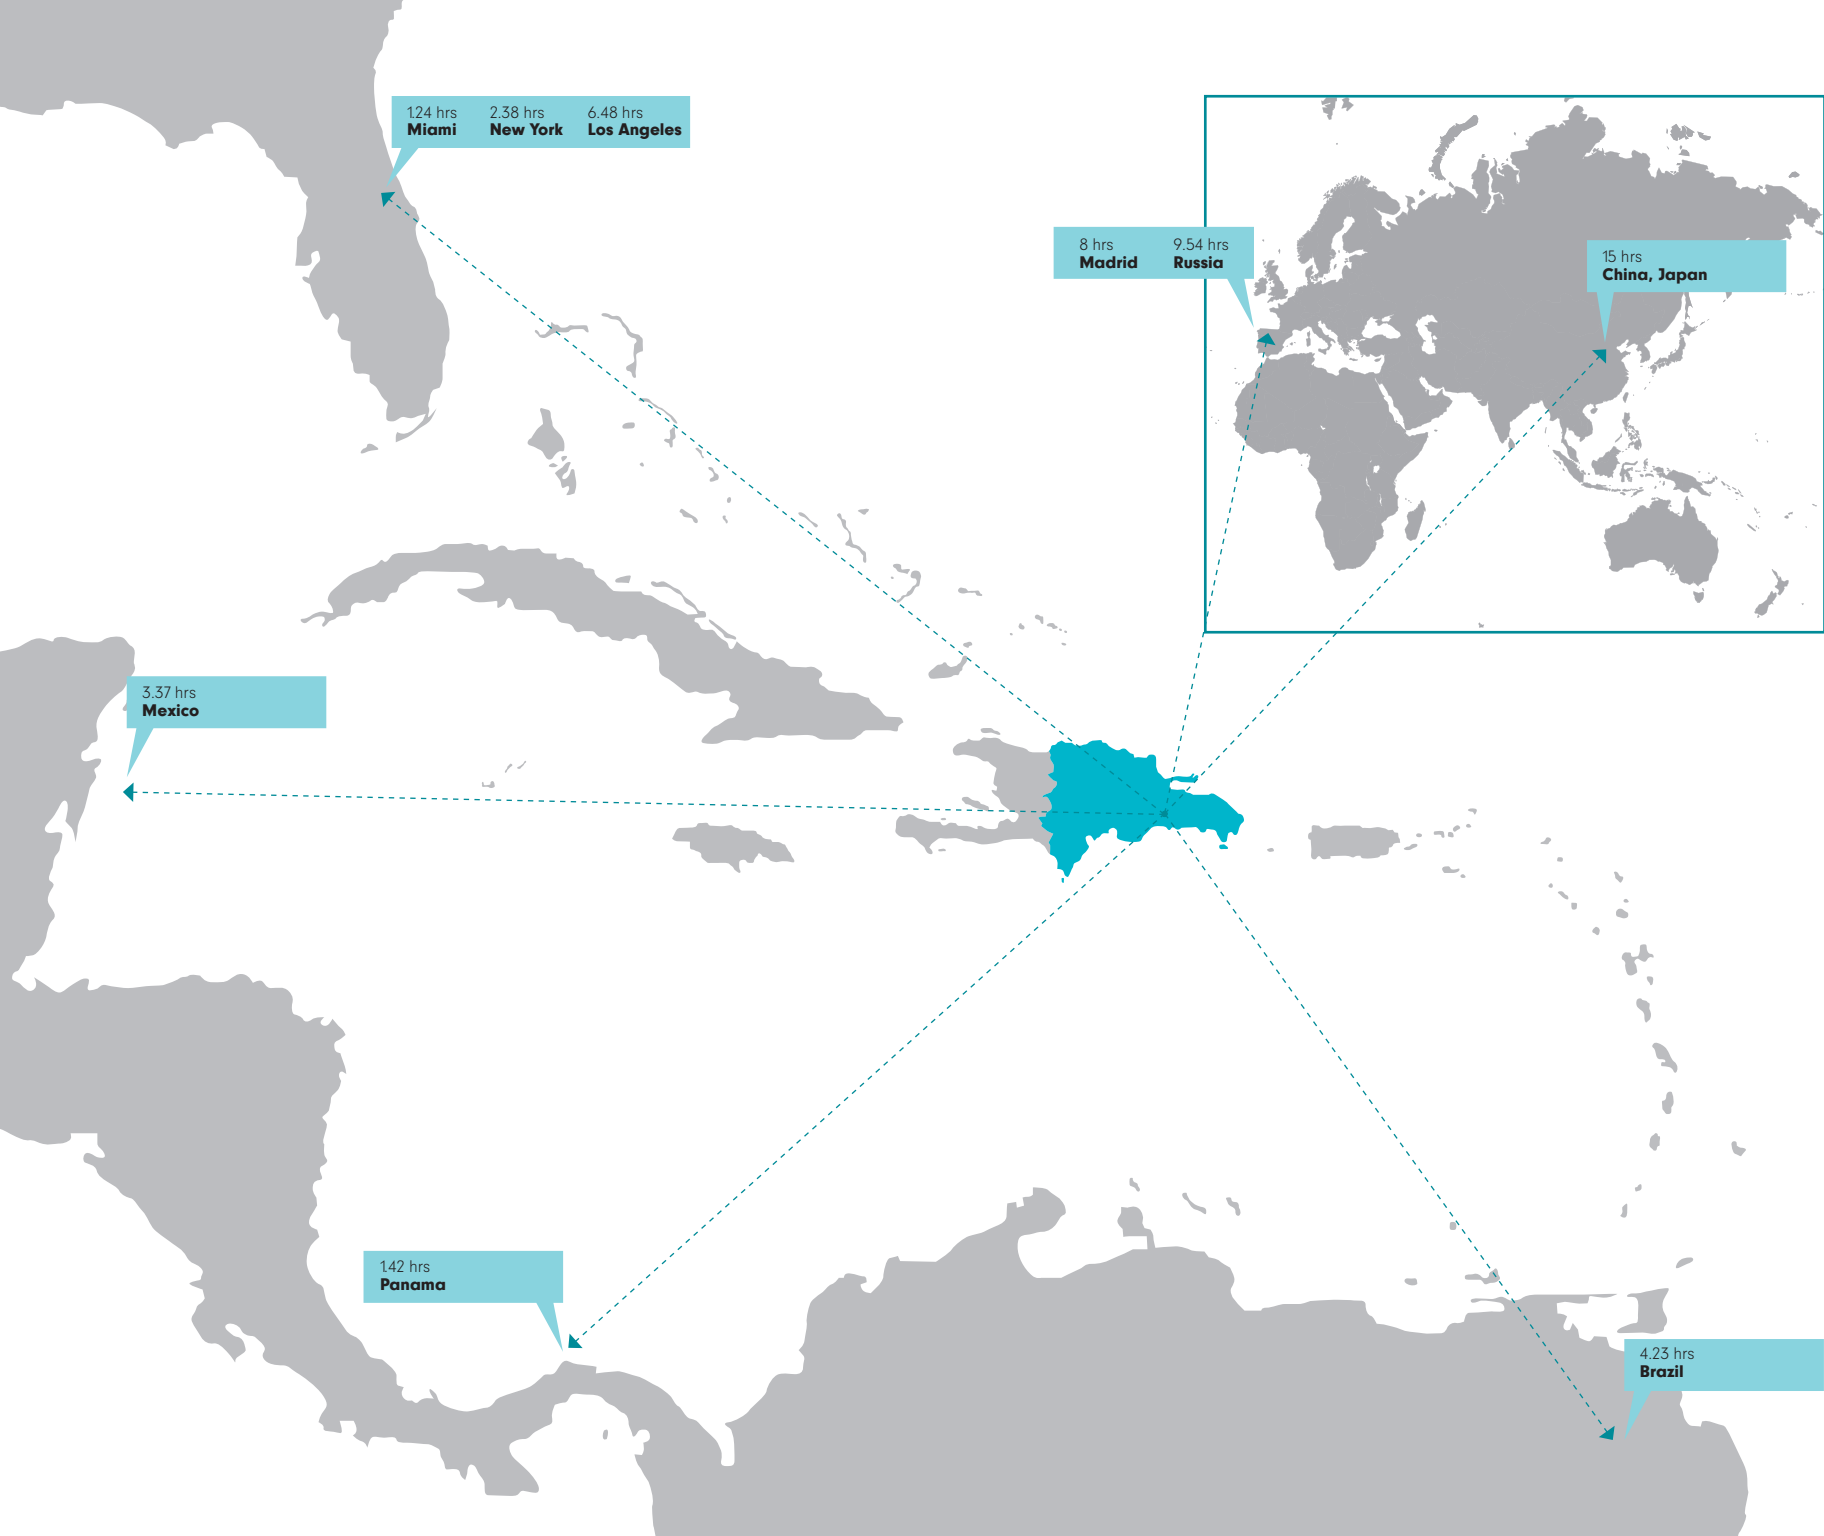 1.24 hrs 2.38 hrs 6.48 hrs
Miami New York Los Angeles
8 hrs 9.54 hrs
Madrid Russia
15 hrs
China, Japan
3.37 hrs
Mexico
1.42 hrs
Panama
4.23 hrs
Brazil